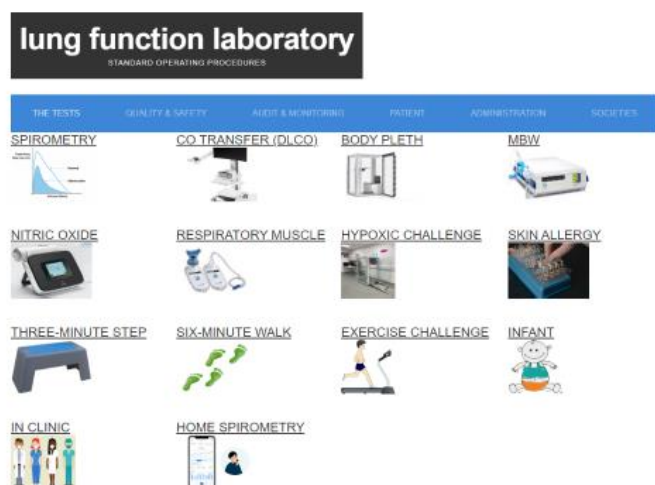 lung function laboratory
STANDARD OPERATING PROCEDURES
THE TESTS QUALITY & SAFETY AUDIT & MONITORING PATIENT ADMINISTRATION SOCIETIES
SPIROMETRY CO TRANSFER (DLCO) BODY PLETH MBW
NITRIC OXIDE RESPIRATORY MUSCLE HYPOXIC CHALLENGE SKIN ALLERGY
THREE-MINUTE STEP SIX-MINUTE WALK EXERCISE CHALLENGE INFANT
IN CLINIC HOME SPIROMETRY